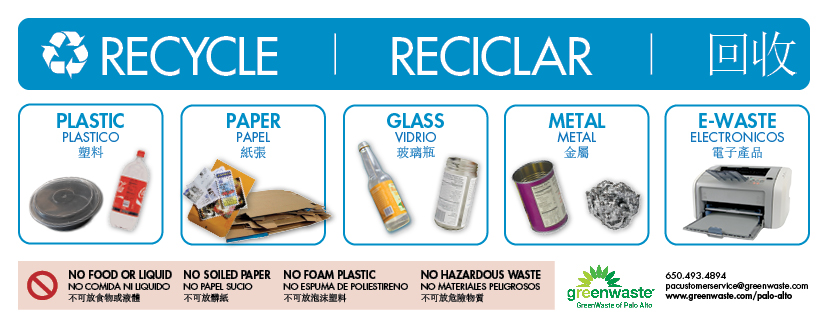 RECYCLE | RECICLAR | 回收
PLASTIC
PLASTICO
塑料
PAPER
PAPEL
紙張
GLASS
VIDRIO
玻璃瓶
METAL
METAL
金屬
E-WASTE
ELECTRONICOS
電子產品
NO FOOD OR LIQUID
NO COMIDA NI LIQUIDO
不可放食物或液體
NO SOILED PAPER
NO PAPEL SUCIO
不可放髒紙
NO FOAM PLASTIC
NO ESPUMA DE POLIESTIRENO
不可放泡沫塑料
NO HAZARDOUS WASTE
NO MATERIALES PELIGROSOS
不可放危險物質
greenwaste
GreenWaste of Palo Alto
650.493.4894
pacustomerservice@greenwaste.com
www.greenwaste.com/palo-alto